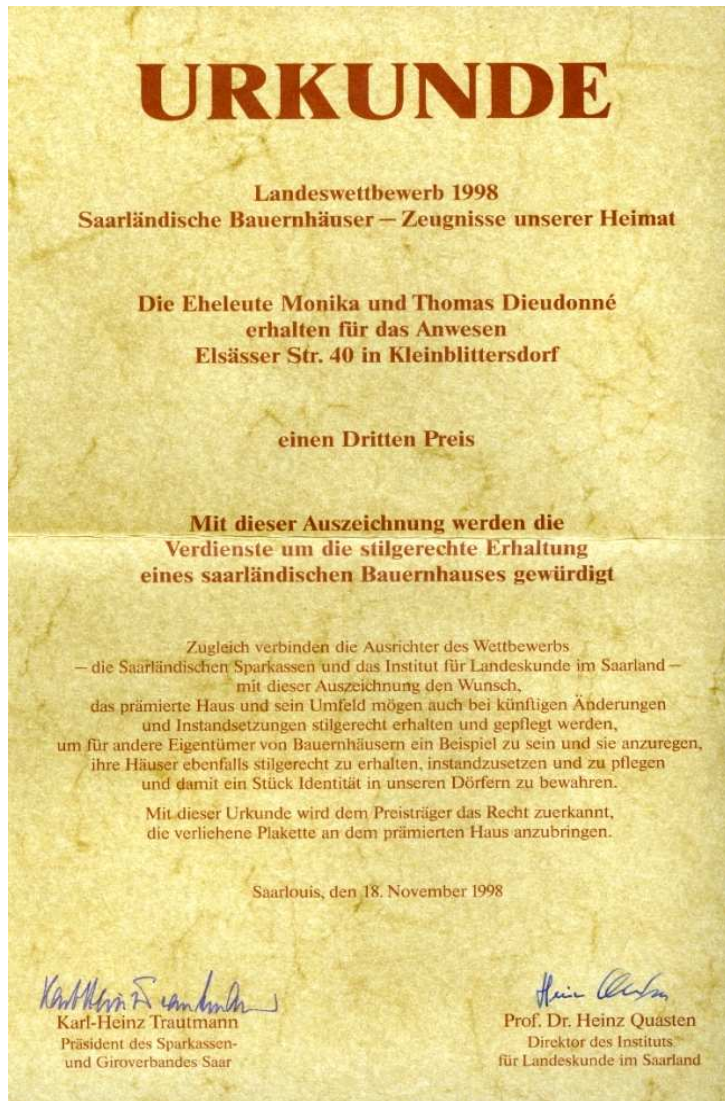 URKUNDE
Landeswettbewerb 1998
Saarländische Bauernhäuser – Zeugnisse unserer Heimat
Die Eheleute Monika und Thomas Dieudonné
erhalten für das Anwesen
Elsässer Str. 40 in Kleinblittersdorf
einen Dritten Preis
Mit dieser Auszeichnung werden die
Verdienste um die stilgerechte Erhaltung
eines saarländischen Bauernhauses gewürdigt
Zugleich verbinden die Ausrichter des Wettbewerbs
– die Saarländischen Sparkassen und das Institut für Landeskunde im Saarland –
mit dieser Auszeichnung den Wunsch,
das prämierte Haus und sein Umfeld mögen auch bei künftigen Änderungen
und Instandsetzungen stilgerecht erhalten und gepflegt werden,
um für andere Eigentümer von Bauernhäusern ein Beispiel zu sein und sie anzuregen,
ihre Häuser ebenfalls stilgerecht zu erhalten, instandzusetzen und zu pflegen
und damit ein Stück Identität in unseren Dörfern zu bewahren.
Mit dieser Urkunde wird dem Preisträger das Recht zuerkannt,
die verliehene Plakette an dem prämierten Haus anzubringen.
Saarlouis, den 18. November 1998
Karl-Heinz Trautmann
Präsident des Sparkassen-
und Giroverbandes Saar
Prof. Dr. Heinz Quasten
Direktor des Instituts
für Landeskunde im Saarland